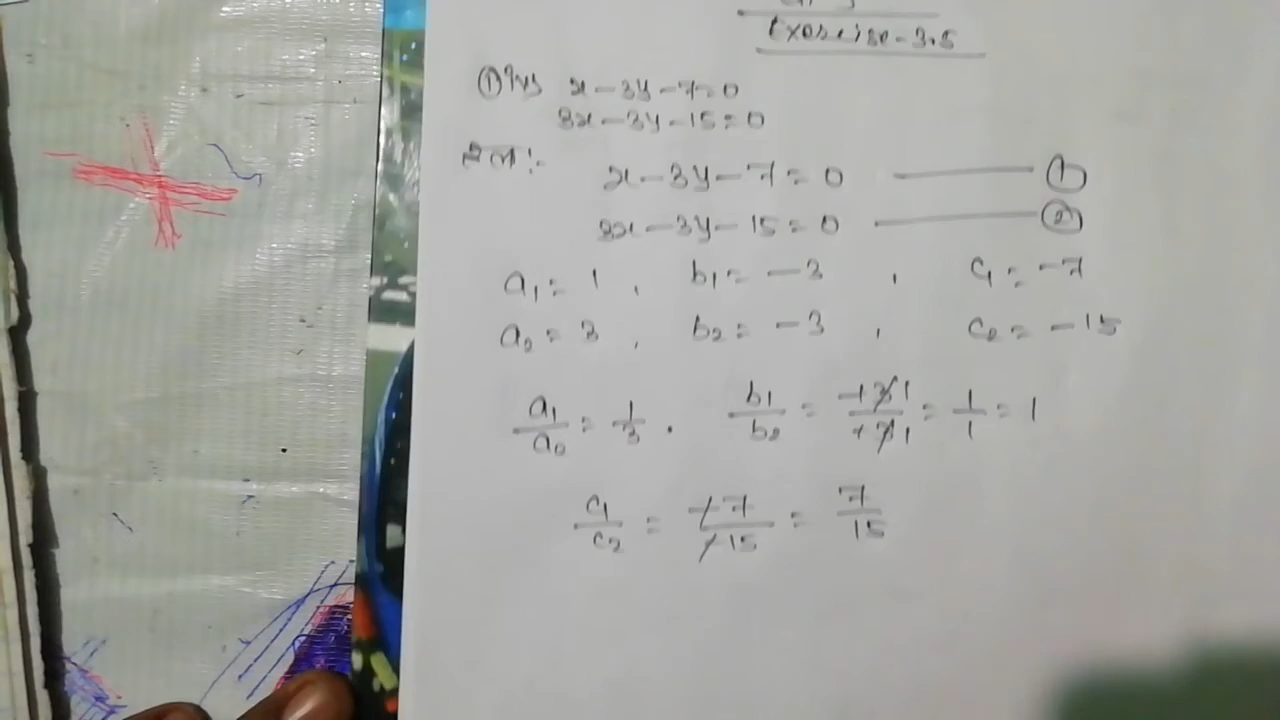 Exercise-3.5
① x-3y-7=0
3x-3y-15=0
हल:-
x-3y-7=0 —— ①
3x-3y-15=0 —— ②
a₁=1, b₁=-3, c₁=-7
a₂=3, b₂=-3, c₂=-15
a₁/a₂=1/3. b₁/b₂=-3/-3=1/1=1
c₁/c₂=-7/-15=7/15